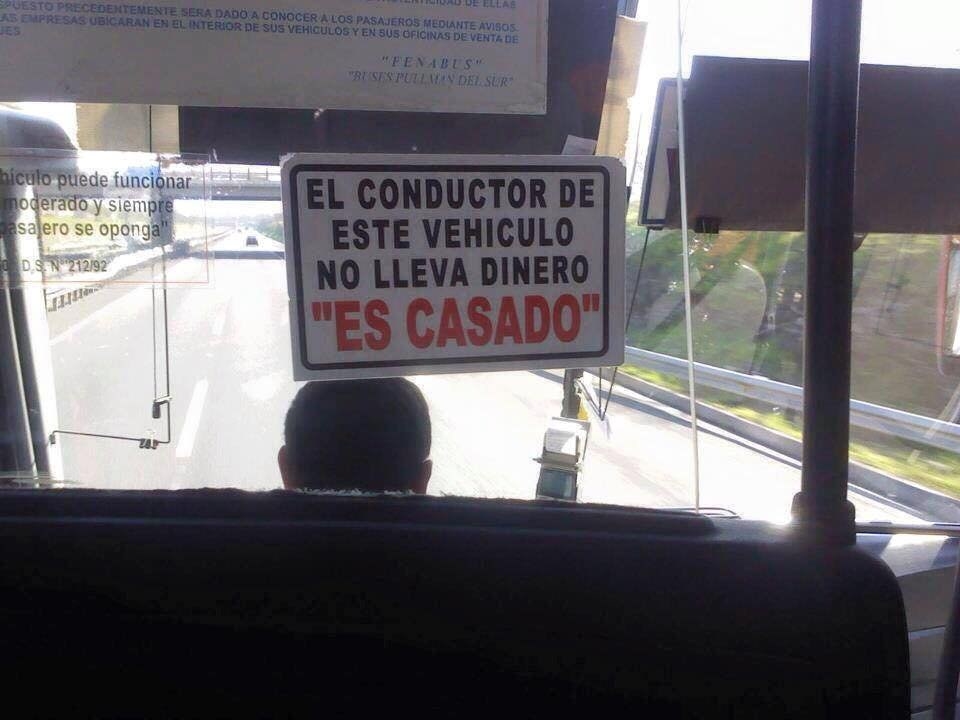 SPUESTO PRECEDENTEMENTE SERA DADO A CONOCER A LOS PASAJEROS MEDIANTE AVISOS.
LAS EMPRESAS UBICARAN EN EL INTERIOR DE SUS VEHICULOS Y EN SUS OFICINAS DE VENTA DE
"FENABUS"
"BUSES PULLMAN DEL SUR"
hiculo puede funcionar
moderado y siempre
pasajero se oponga"
D.S. N° 212/92
EL CONDUCTOR DE
ESTE VEHICULO
NO LLEVA DINERO
"ES CASADO"